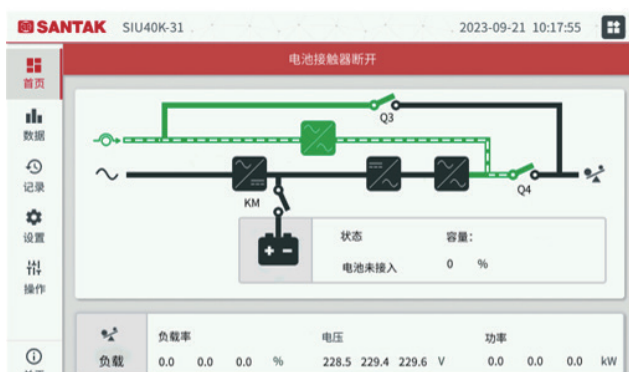 SANTAK SIU40K-31 2023-09-21 10:17:55
电池接触器断开
首页
数据
记录
设置
操作
Q3
Q4
KM
状态 容量：
电池未接入 0 %
负载率 电压 功率
负载 0.0 0.0 0.0 % 228.5 229.4 229.6 V 0.0 0.0 0.0 kW